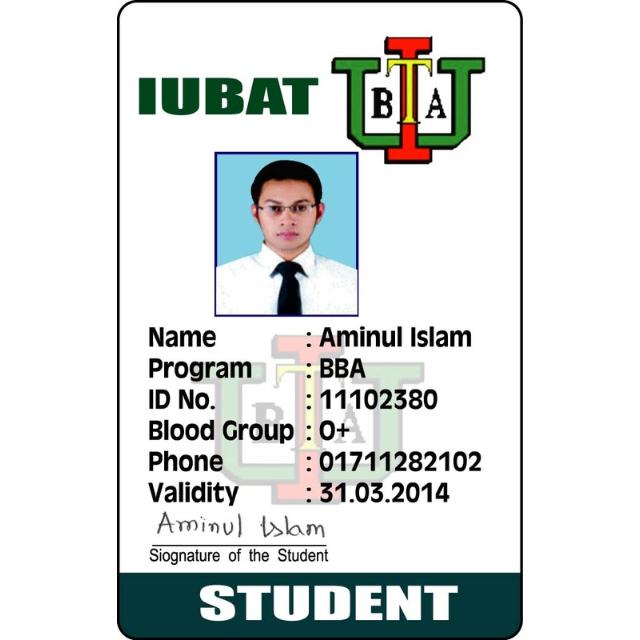 IUBAT
IUBTA
Name : Aminul Islam
Program : BBA
ID No. : 11102380
Blood Group : O+
Phone : 01711282102
Validity : 31.03.2014
Aminul Islam
Siognature of the Student
STUDENT